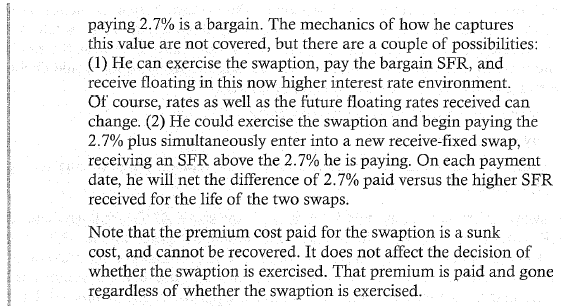 paying 2.7% is a bargain. The mechanics of how he captures
this value are not covered, but there are a couple of possibilities:
(1) He can exercise the swaption, pay the bargain SFR, and
receive floating in this now higher interest rate environment.
Of course, rates as well as the future floating rates received can
change. (2) He could exercise the swaption and begin paying the
2.7% plus simultaneously enter into a new receive-fixed swap,
receiving an SFR above the 2.7% he is paying. On each payment
date, he will net the difference of 2.7% paid versus the higher SFR
received for the life of the two swaps.
Note that the premium cost paid for the swaption is a sunk
cost, and cannot be recovered. It does not affect the decision of
whether the swaption is exercised. That premium is paid and gone
regardless of whether the swaption is exercised.